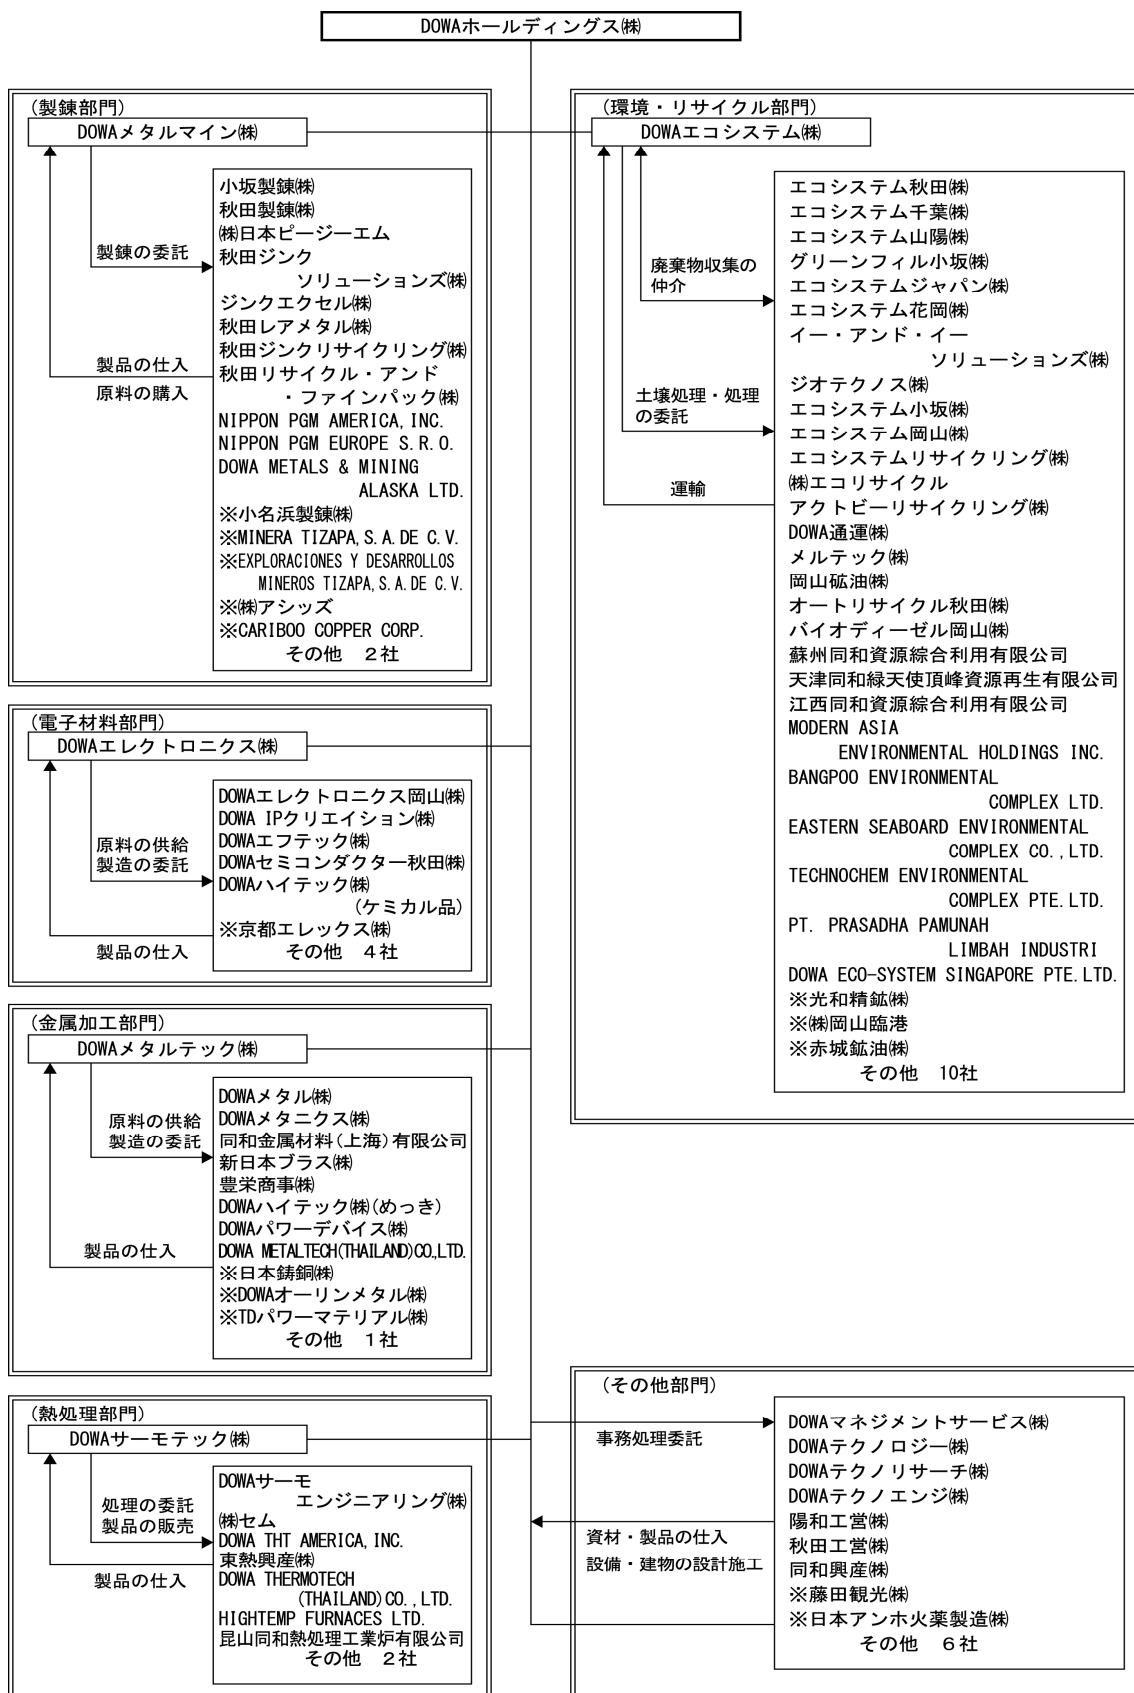 DOWAホールディングス㈱
（製錬部門）
DOWAメタルマイン㈱
製錬の委託
製品の仕入
原料の購入
小坂製錬㈱
秋田製錬㈱
㈱日本ピージーエム
秋田ジンク
ソリューションズ㈱
ジンクエクセル㈱
秋田レアメタル㈱
秋田ジンクリサイクリング㈱
秋田リサイクル・アンド
・ファインパック㈱
NIPPON PGM AMERICA, INC.
NIPPON PGM EUROPE S.R.O.
DOWA METALS & MINING
ALASKA LTD.
※小名浜製錬㈱
※MINERA TIZAPA, S.A.DE C.V.
※EXPLORACIONES Y DESARROLLOS
MINEROS TIZAPA, S.A.DE C.V.
※㈱アシッズ
※CARIBOO COPPER CORP.
その他　２社
（電子材料部門）
DOWAエレクトロニクス㈱
原料の供給
製造の委託
製品の仕入
DOWAエレクトロニクス岡山㈱
DOWA IPクリエイション㈱
DOWAエフテック㈱
DOWAセミコンダクター秋田㈱
DOWAハイテック㈱
（ケミカル品）
※京都エレックス㈱
その他　４社
（金属加工部門）
DOWAメタルテック㈱
原料の供給
製造の委託
製品の仕入
DOWAメタル㈱
DOWAメタニクス㈱
同和金属材料（上海）有限公司
新日本ブラス㈱
豊栄商事㈱
DOWAハイテック㈱（めっき）
DOWAパワーデバイス㈱
DOWA METALTECH(THAILAND)CO.,LTD.
※日本鋳銅㈱
※DOWAオーリンメタル㈱
※TDパワーマテリアル㈱
その他　１社
（熱処理部門）
DOWAサーモテック㈱
処理の委託
製品の販売
製品の仕入
DOWAサーモ
エンジニアリング㈱
㈱セム
DOWA THT AMERICA, INC.
東熱興産㈱
DOWA THERMOTECH
(THAILAND)CO.,LTD.
HIGHTEMP FURNACES LTD.
昆山同和熱処理工業炉有限公司
その他　２社
（環境・リサイクル部門）
DOWAエコシステム㈱
廃棄物収集の
仲介
土壌処理・処理
の委託
運輸
エコシステム秋田㈱
エコシステム千葉㈱
エコシステム山陽㈱
グリーンフィル小坂㈱
エコシステムジャパン㈱
エコシステム花岡㈱
イー・アンド・イー
ソリューションズ㈱
ジオテクノス㈱
エコシステム小坂㈱
エコシステム岡山㈱
エコシステムリサイクリング㈱
㈱エコリサイクル
アクトビーリサイクリング㈱
DOWA通運㈱
メルテック㈱
岡山砿油㈱
オートリサイクル秋田㈱
バイオディーゼル岡山㈱
蘇州同和資源綜合利用有限公司
天津同和緑天使頂峰資源再生有限公司
江西同和資源綜合利用有限公司
MODERN ASIA
ENVIRONMENTAL HOLDINGS INC.
BANGPOO ENVIRONMENTAL
COMPLEX LTD.
EASTERN SEABOARD ENVIRONMENTAL
COMPLEX CO.,LTD.
TECHNOCHEM ENVIRONMENTAL
COMPLEX PTE.LTD.
PT. PRASADHA PAMUNAH
LIMBAH INDUSTRI
DOWA ECO-SYSTEM SINGAPORE PTE.LTD.
※光和精鉱㈱
※㈱岡山臨港
※赤城鉱油㈱
その他　10社
（その他部門）
事務処理委託
資材・製品の仕入
設備・建物の設計施工
DOWAマネジメントサービス㈱
DOWAテクノロジー㈱
DOWAテクノリサーチ㈱
DOWAテクノエンジ㈱
陽和工営㈱
秋田工営㈱
同和興産㈱
※藤田観光㈱
※日本アンホ火薬製造㈱
その他　６社